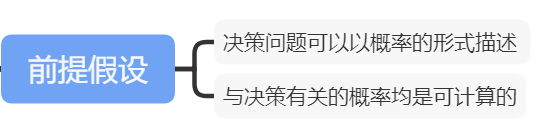 前提假设
决策问题可以以概率的形式描述
与决策有关的概率均是可计算的